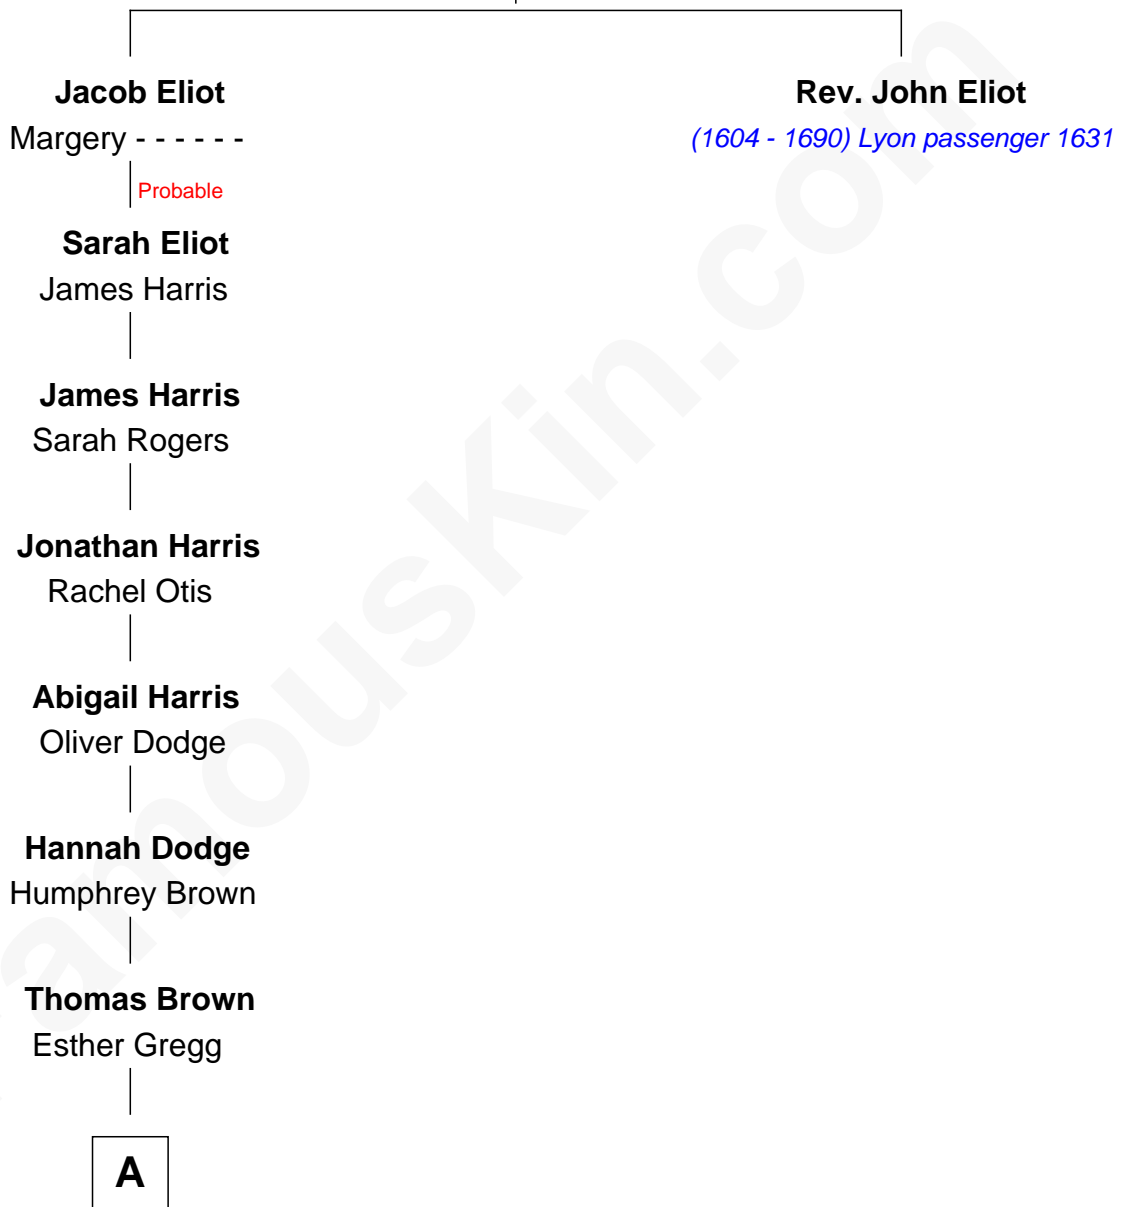 Jacob Eliot
Margery - - - - - -
Rev. John Eliot
(1604 - 1690) Lyon passenger 1631
Probable
Sarah Eliot
James Harris
James Harris
Sarah Rogers
Jonathan Harris
Rachel Otis
Abigail Harris
Oliver Dodge
Hannah Dodge
Humphrey Brown
Thomas Brown
Esther Gregg
A
amouskin.com